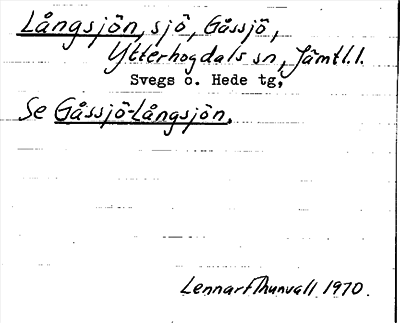 Långsjön, sjö, Gåssjö,
Ytterhogdals sn, Jämtl.l.
Svegs o. Hede tg,
Se Gåssjö-Långsjön.
Lennart Thunvall 1970.